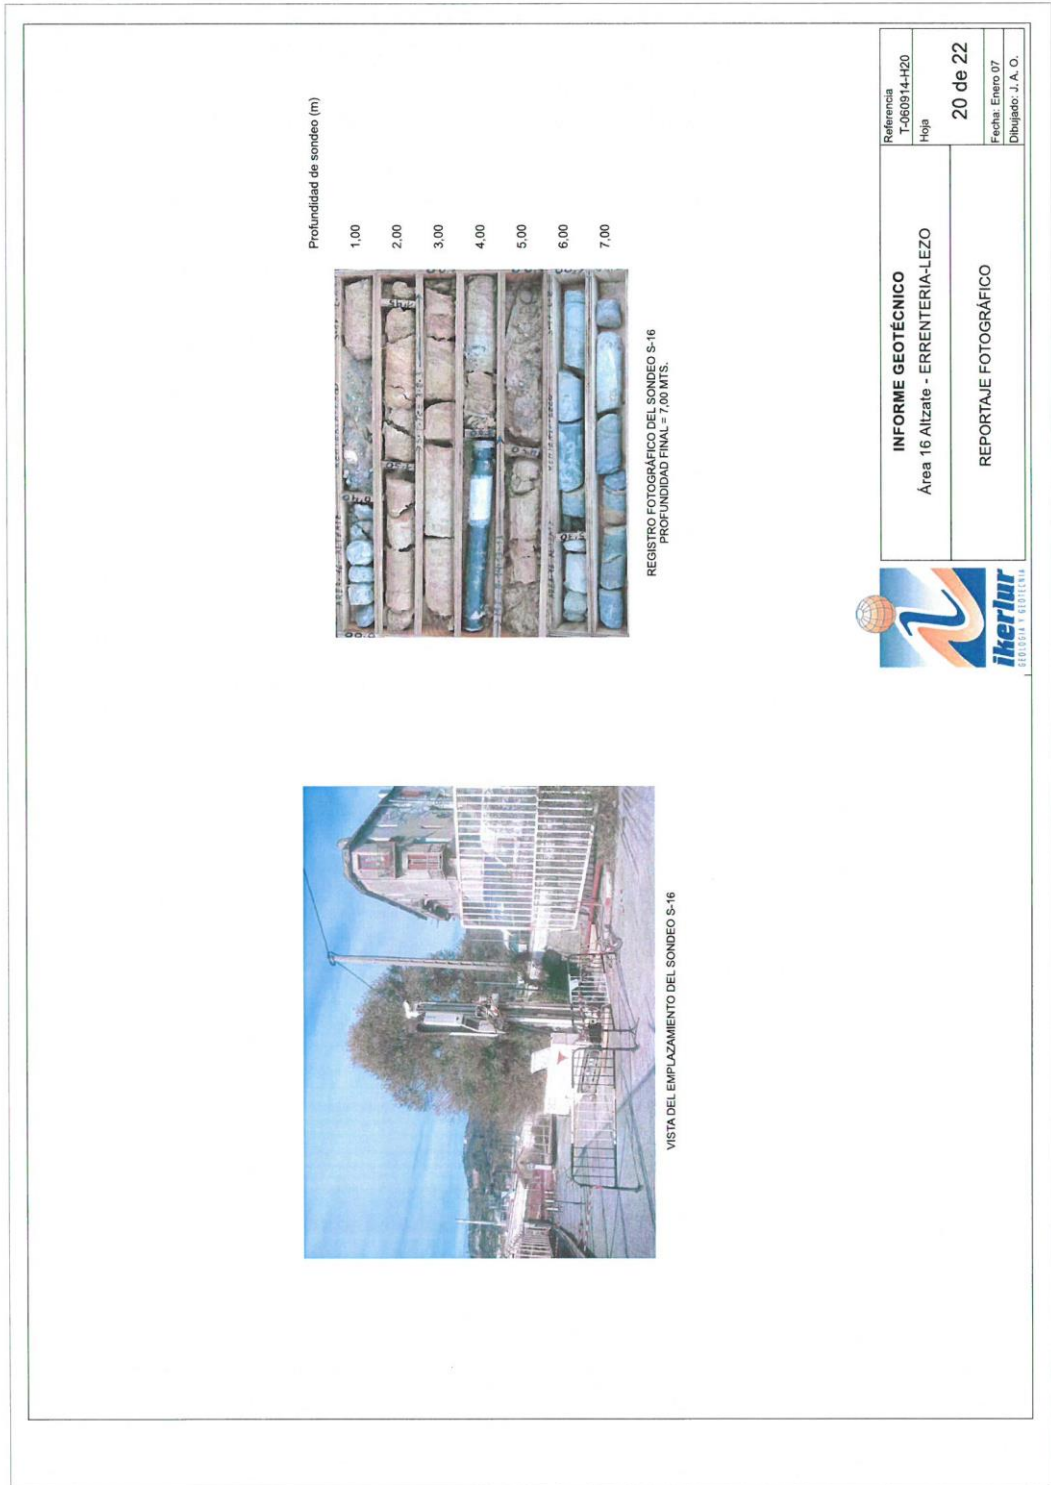 VISTA DEL EMPLAZAMIENTO DEL SONDEO S-16
Profundidad de sondeo (m)
1,00
2,00
3,00
4,00
5,00
6,00
7,00
REGISTRO FOTOGRÁFICO DEL SONDEO S-16
PROFUNDIDAD FINAL = 7,00 MTS.
ikerlur
GEOLOGIA Y GEOTECNIA
INFORME GEOTÉCNICO
Área 16 Altzate - ERRENTERIA-LEZO
REPORTAJE FOTOGRÁFICO
Referencia
T-060914-H20
Hoja
20 de 22
Fecha: Enero 07
Dibujado: J. A. O.